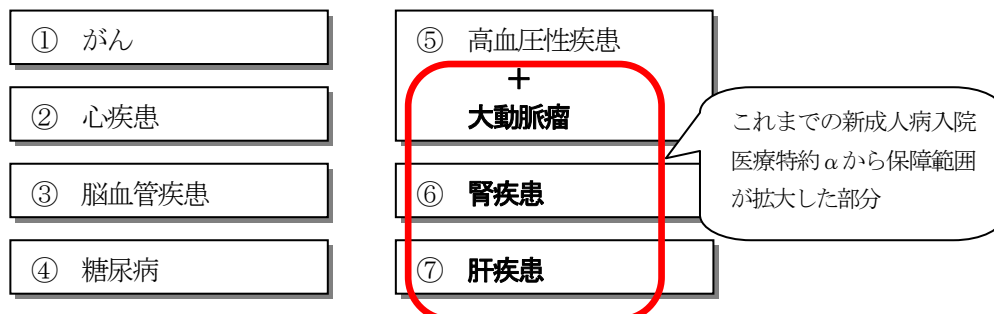 ① がん
② 心疾患
③ 脳血管疾患
④ 糖尿病
⑤ 高血圧性疾患
＋
大動脈瘤
⑥ 腎疾患
⑦ 肝疾患
これまでの新成人病入院
医療特約αから保障範囲
が拡大した部分